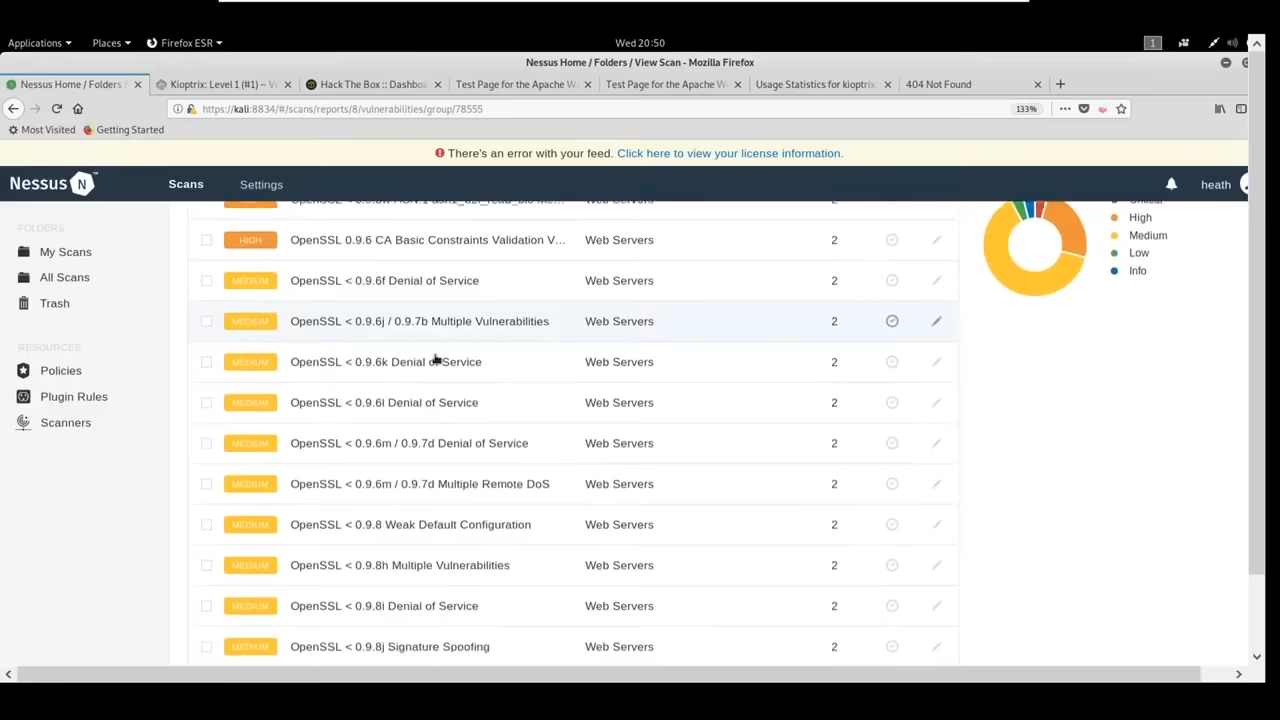 Applications Places Firefox ESR Wed 20:50 1
Nessus Home / Folders / View Scan - Mozilla Firefox
Nessus Home / Folders / Kioptrix: Level 1 (#1) ~ V Hack The Box :: Dashboa Test Page for the Apache W Test Page for the Apache W Usage Statistics for kioptrix 404 Not Found
https://kali:8834/#/scans/reports/8/vulnerabilities/group/78555 133%
Most Visited Getting Started
There's an error with your feed. Click here to view your license information.
Nessus N Scans Settings heath
FOLDERS
My Scans
All Scans
Trash
RESOURCES
Policies
Plugin Rules
Scanners
HIGH OpenSSL 0.9.6 CA Basic Constraints Validation V... Web Servers 2
MEDIUM OpenSSL < 0.9.6f Denial of Service Web Servers 2
MEDIUM OpenSSL < 0.9.6j / 0.9.7b Multiple Vulnerabilities Web Servers 2
MEDIUM OpenSSL < 0.9.6k Denial of Service Web Servers 2
MEDIUM OpenSSL < 0.9.6l Denial of Service Web Servers 2
MEDIUM OpenSSL < 0.9.6m / 0.9.7d Denial of Service Web Servers 2
MEDIUM OpenSSL < 0.9.6m / 0.9.7d Multiple Remote DoS Web Servers 2
MEDIUM OpenSSL < 0.9.8 Weak Default Configuration Web Servers 2
MEDIUM OpenSSL < 0.9.8h Multiple Vulnerabilities Web Servers 2
MEDIUM OpenSSL < 0.9.8i Denial of Service Web Servers 2
MEDIUM OpenSSL < 0.9.8j Signature Spoofing Web Servers 2
High
Medium
Low
Info